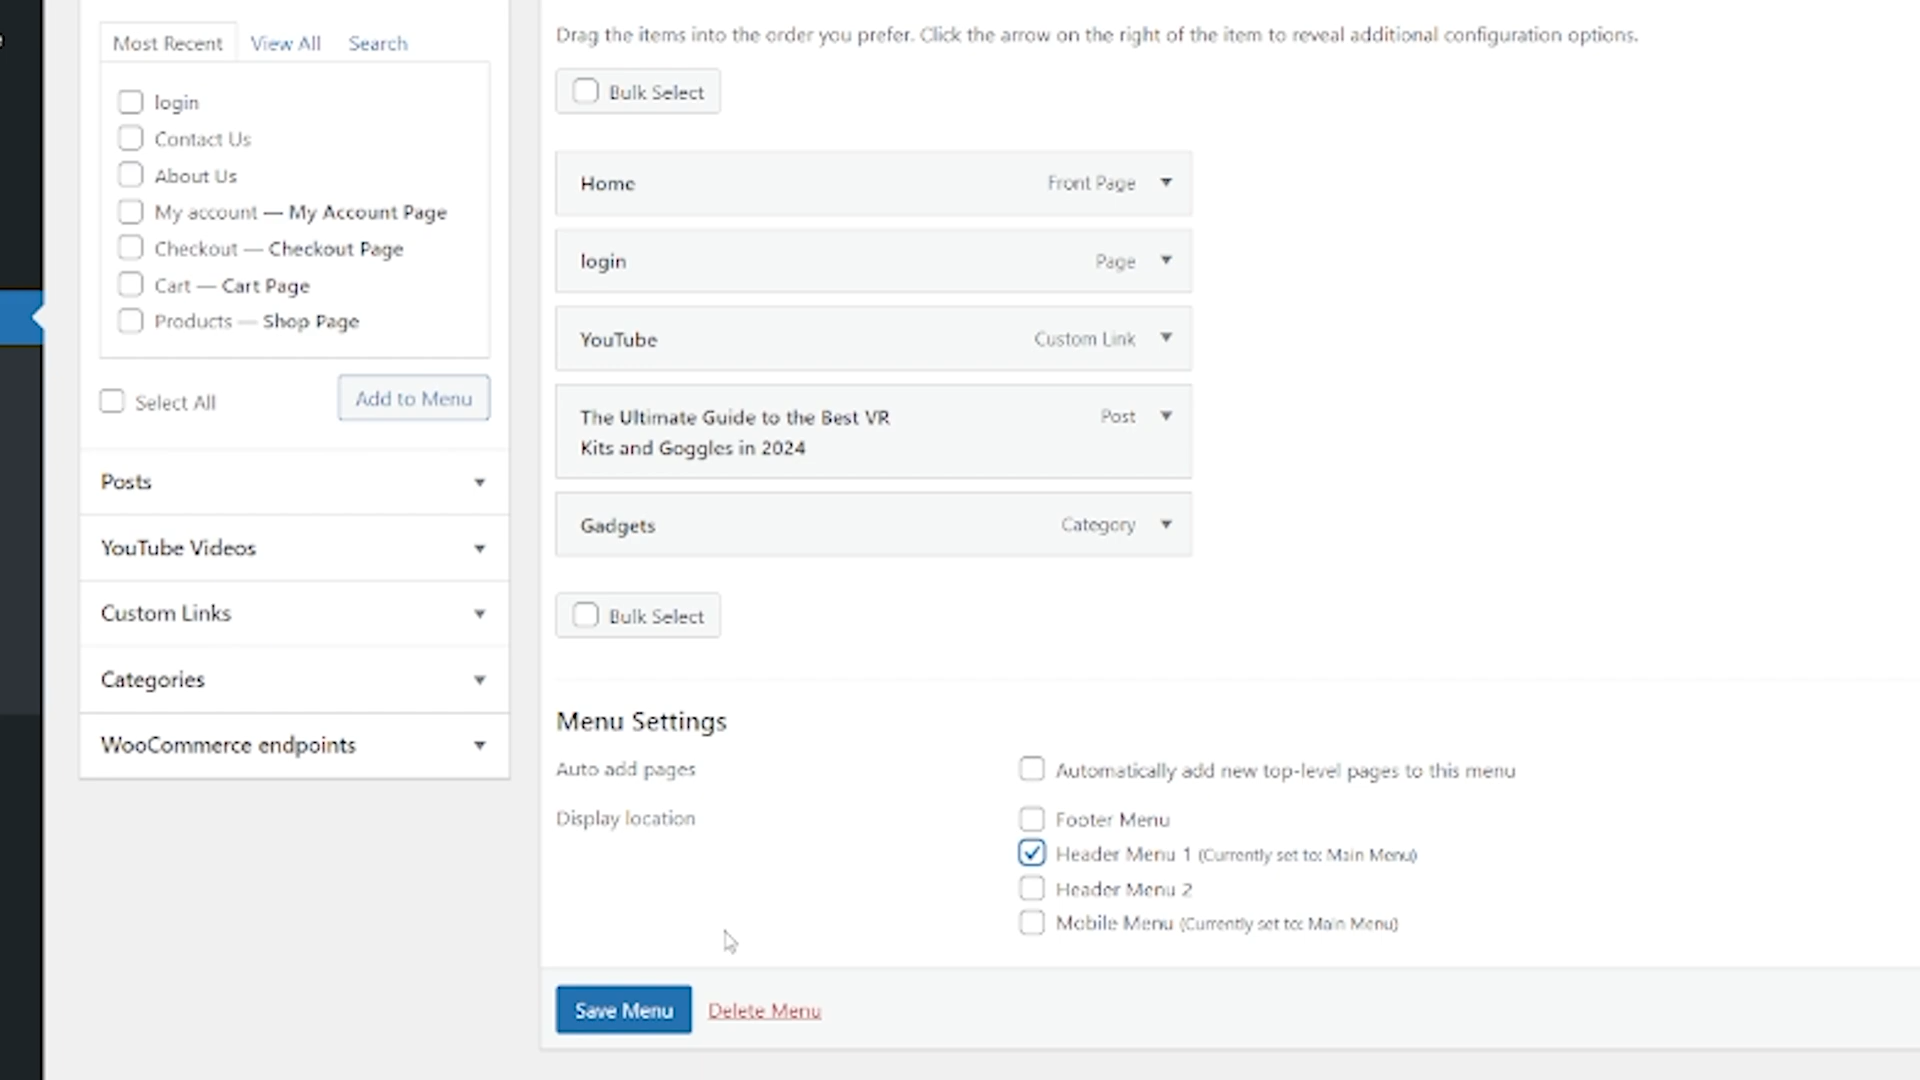 Most Recent View All Search
login
Contact Us
About Us
My account — My Account Page
Checkout — Checkout Page
Cart — Cart Page
Products — Shop Page
Select All Add to Menu
Posts
YouTube Videos
Custom Links
Categories
WooCommerce endpoints
Drag the items into the order you prefer. Click the arrow on the right of the item to reveal additional configuration options.
Bulk Select
Home Front Page
login Page
YouTube Custom Link
The Ultimate Guide to the Best VR Post
Kits and Goggles in 2024
Gadgets Category
Bulk Select
Menu Settings
Auto add pages Automatically add new top-level pages to this menu
Display location Footer Menu
Header Menu 1 (Currently set to: Main Menu)
Header Menu 2
Mobile Menu (Currently set to: Main Menu)
Save Menu Delete Menu